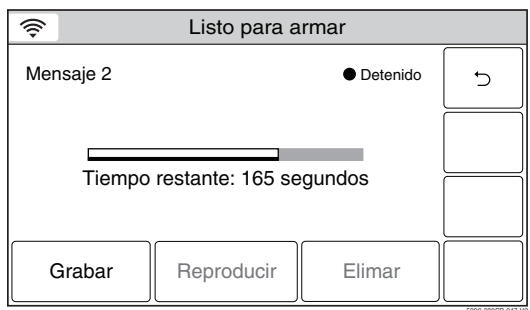 Listo para armar
Mensaje 2
Detenido
Tiempo restante: 165 segundos
Grabar
Reproducir
Elimar